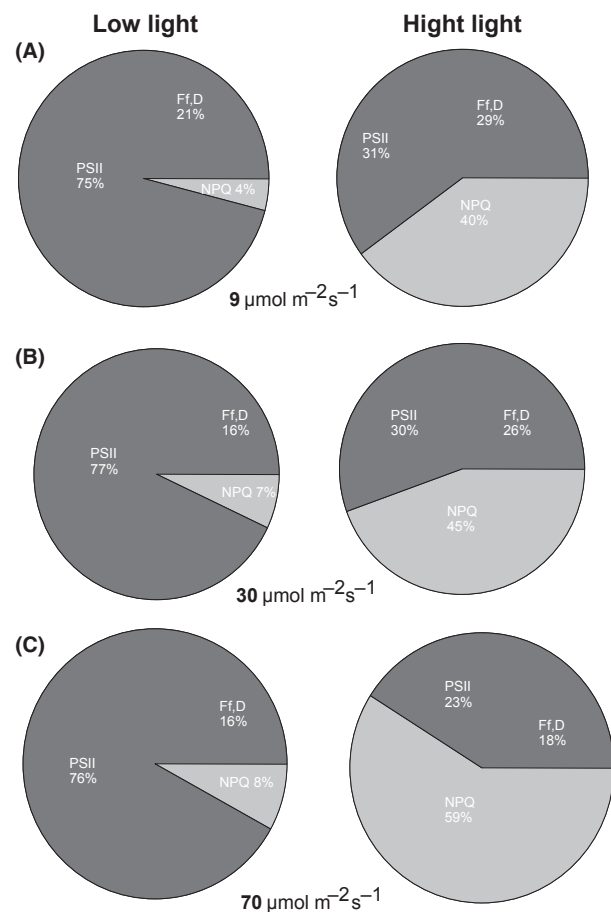 Low light
Hight light
(A)
Ff,D
21%
PSII
75%
NPQ 4%
Ff,D
29%
PSII
31%
NPQ
40%
9 µmol m⁻²s⁻¹
(B)
Ff,D
16%
PSII
77%
NPQ 7%
PSII
30%
Ff,D
26%
NPQ
45%
30 µmol m⁻²s⁻¹
(C)
Ff,D
16%
PSII
76%
NPQ 8%
PSII
23%
Ff,D
18%
NPQ
59%
70 µmol m⁻²s⁻¹